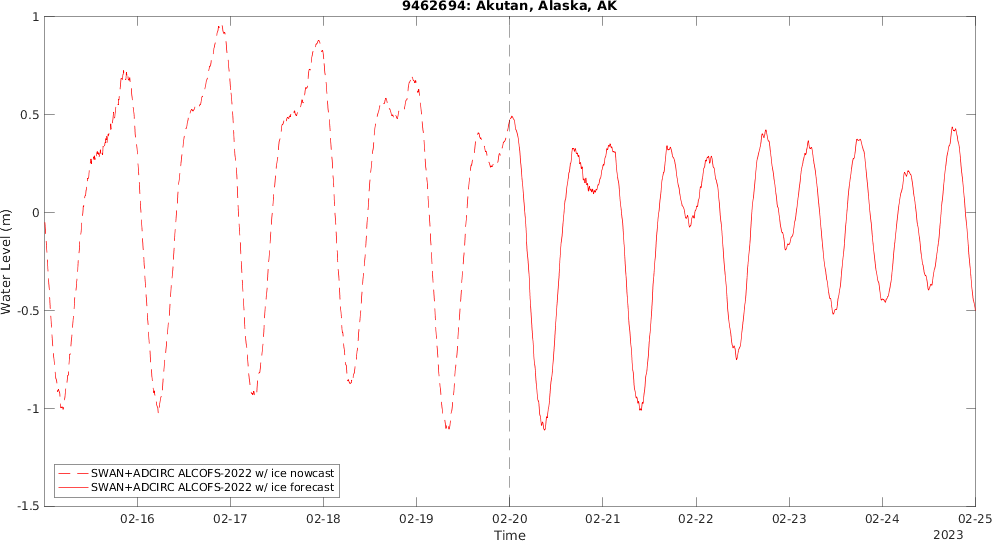 9462694: Akutan, Alaska, AK
1
0.5
0
-0.5
-1
-1.5
Water Level (m)
SWAN+ADCIRC ALCOFS-2022 w/ ice nowcast
SWAN+ADCIRC ALCOFS-2022 w/ ice forecast
02-16 02-17 02-18 02-19 02-20 02-21 02-22 02-23 02-24 02-25
Time
2023